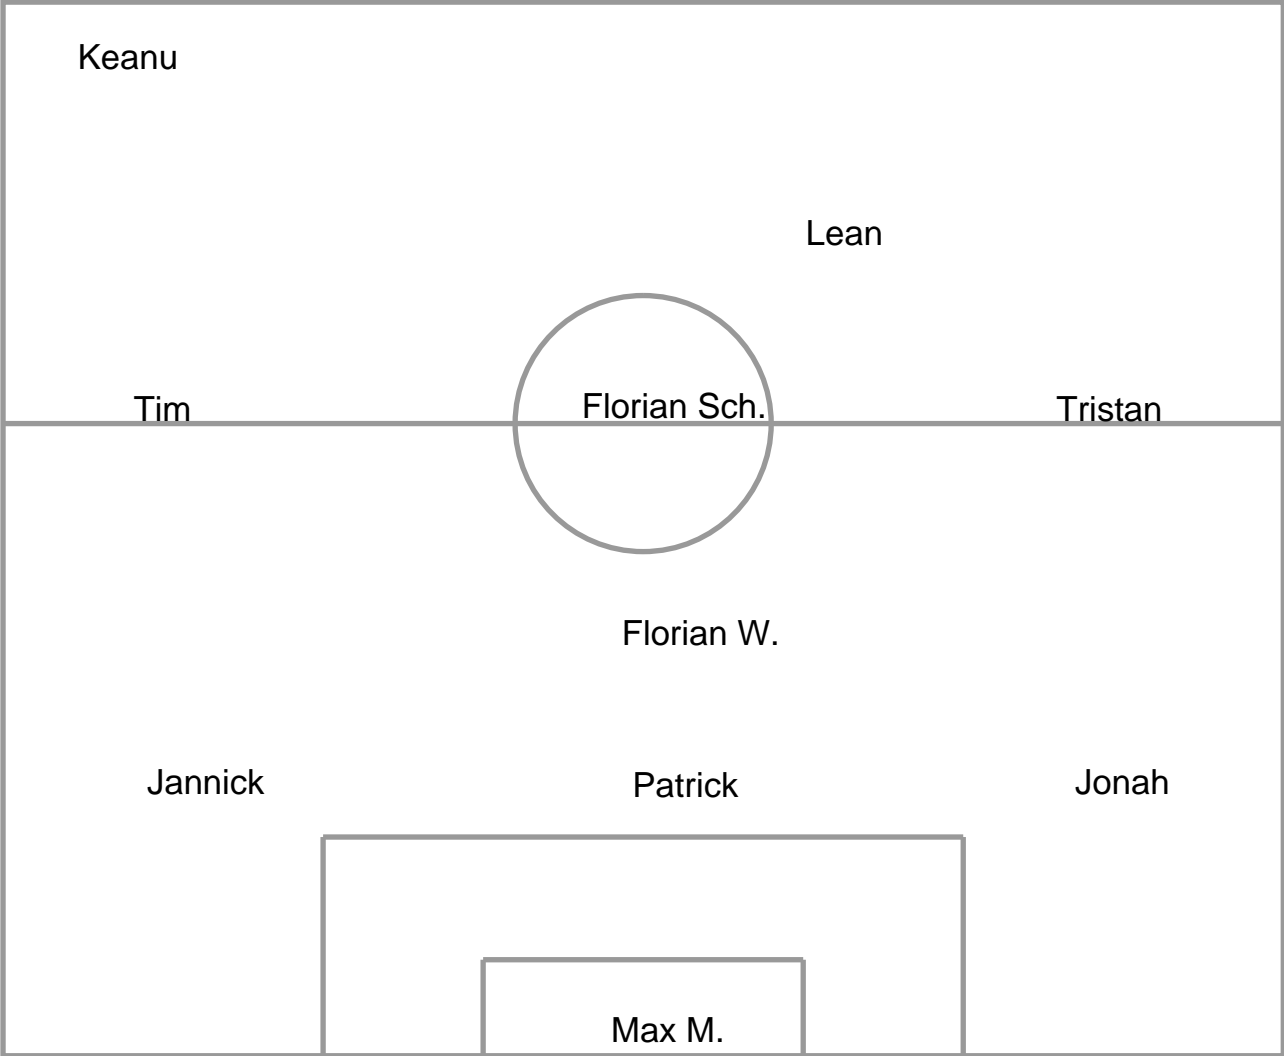 Keanu
Lean
Tim
Florian Sch.
Tristan
Florian W.
Jannick
Patrick
Jonah
Max M.